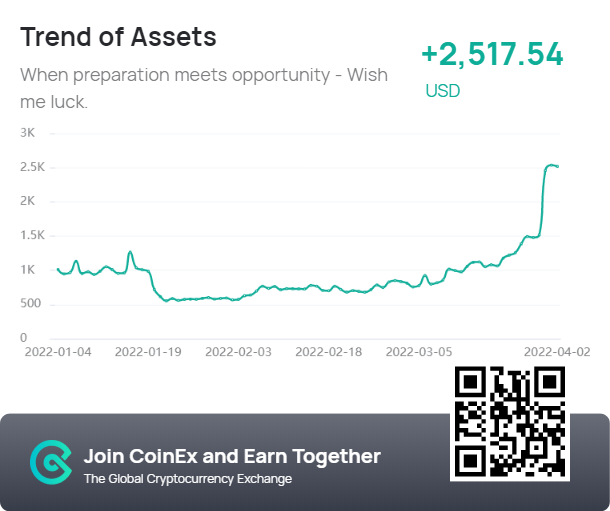 Trend of Assets
+2,517.54
When preparation meets opportunity - Wish
me luck.
USD
3K
2.5K
2K
1.5K
1K
500
0
2022-01-04 2022-01-19 2022-02-03 2022-02-18 2022-03-05 2022-04-02
Join CoinEx and Earn Together
The Global Cryptocurrency Exchange